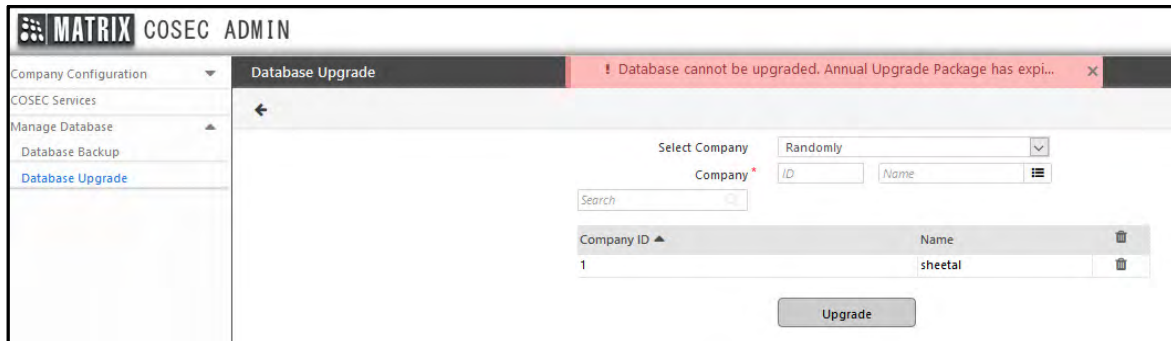 MATRIX COSEC ADMIN
Company Configuration
COSEC Services
Manage Database
Database Backup
Database Upgrade
Database Upgrade
! Database cannot be upgraded. Annual Upgrade Package has expi...
Select Company Randomly
Company * ID Name
Search
Company ID Name
1 sheetal
Upgrade